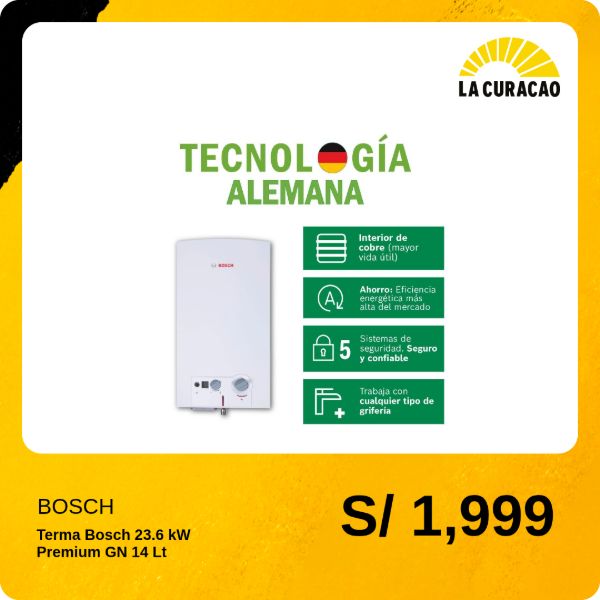 LA CURACAO
TECNOLOGÍA
ALEMANA
BOSCH
Interior de
cobre (mayor
vida útil)
A
Ahorro: Eficiencia
energética más
alta del mercado
5
Sistemas de
seguridad. Seguro
y confiable
Trabaja con
cualquier tipo de
grifería
BOSCH
Terma Bosch 23.6 kW
Premium GN 14 Lt
S/ 1,999